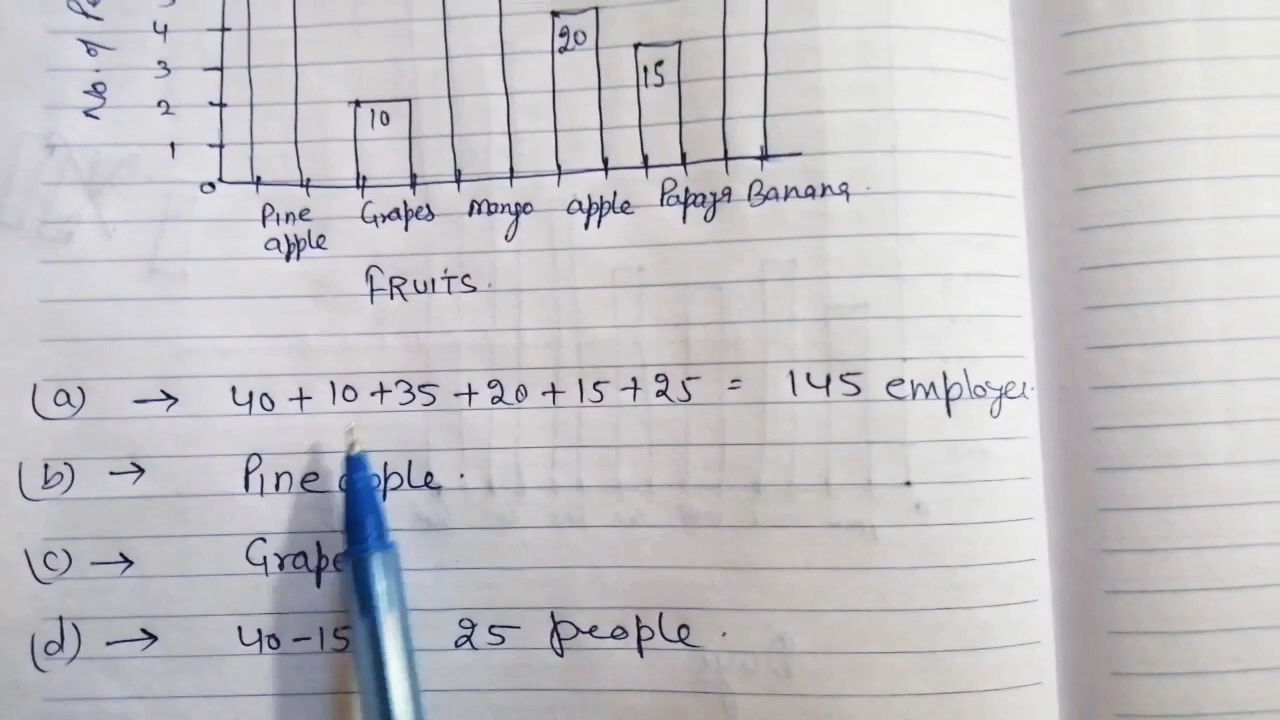 No. of
4
20
3
15
2
10
1
0
Pine Grapes Mango apple Papaya Banana.
apple
FRUITS.
(a) → 40 + 10 + 35 + 20 + 15 + 25 = 145 employee.
(b) → Pine apple.
(c) → Grape
(d) → 40 - 15 25 people.